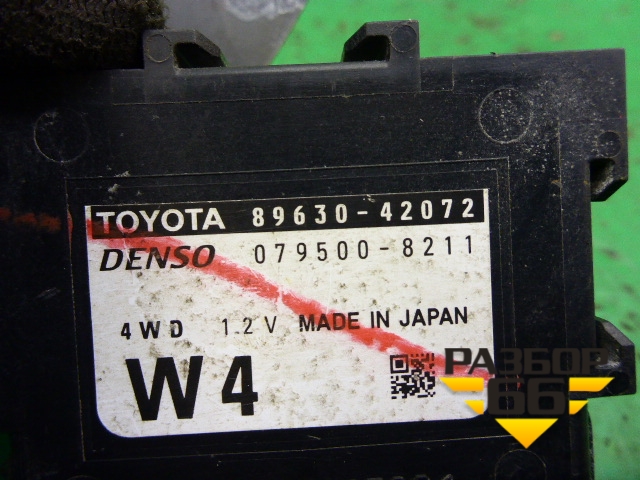 TOYOTA 89630-42072
DENSO 079500-8211
4WD 1.2V MADE IN JAPAN
W4
РАЗБОР
66